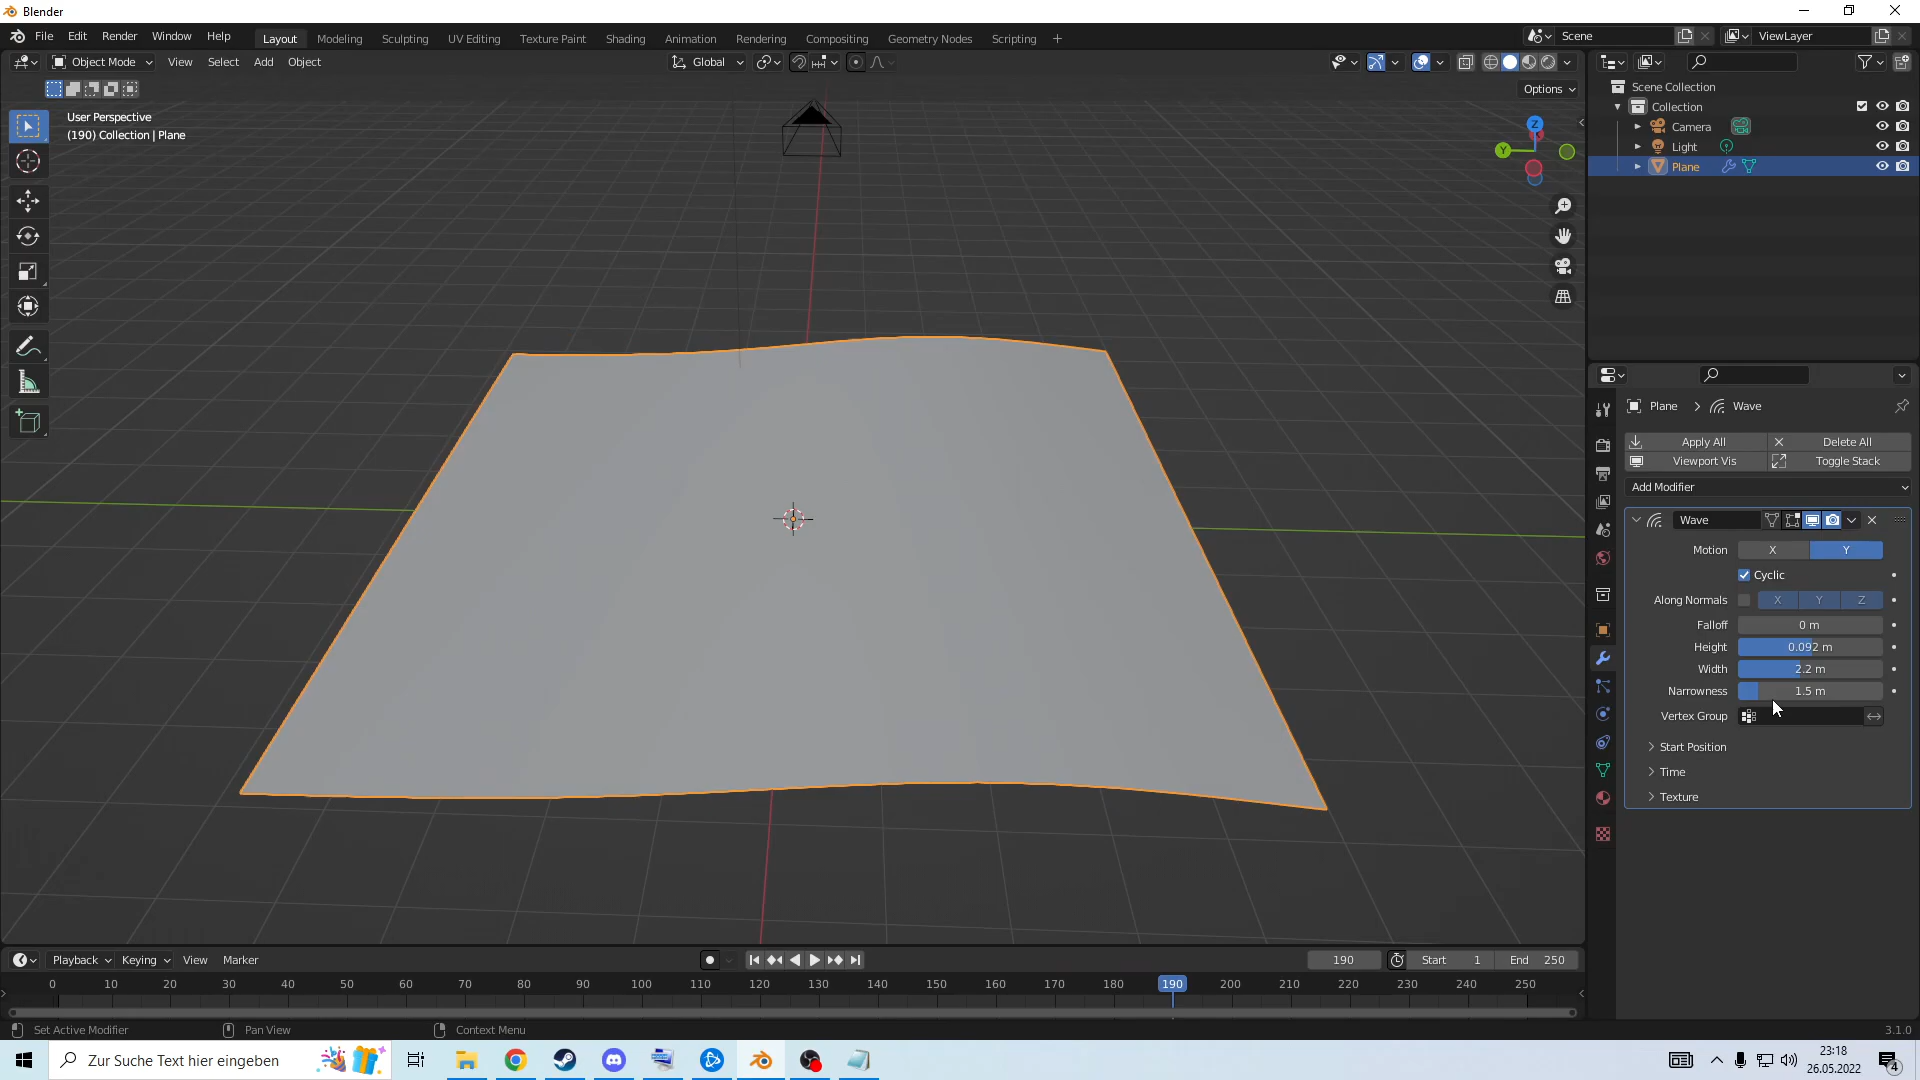 Blender
File Edit Render Window Help
Layout Modeling Sculpting UV Editing Texture Paint Shading Animation Rendering Compositing Geometry Nodes Scripting +
Scene
ViewLayer
Object Mode View Select Add Object
Global
Options
User Perspective
(190) Collection | Plane
Z
Y
Scene Collection
Collection
Camera
Light
Plane
Plane > Wave
Apply All Delete All
Viewport Vis Toggle Stack
Add Modifier
Wave
Motion X Y
Cyclic
Along Normals X Y Z
Falloff 0 m
Height 0.092 m
Width 2.2 m
Narrowness 1.5 m
Vertex Group
Start Position
Time
Texture
Playback Keying View Marker
190 Start 1 End 250
0 10 20 30 40 50 60 70 80 90 100 110 120 130 140 150 160 170 180 190 200 210 220 230 240 250
Set Active Modifier Pan View Context Menu
3.1.0
Zur Suche Text hier eingeben
23:18
26.05.2022
4